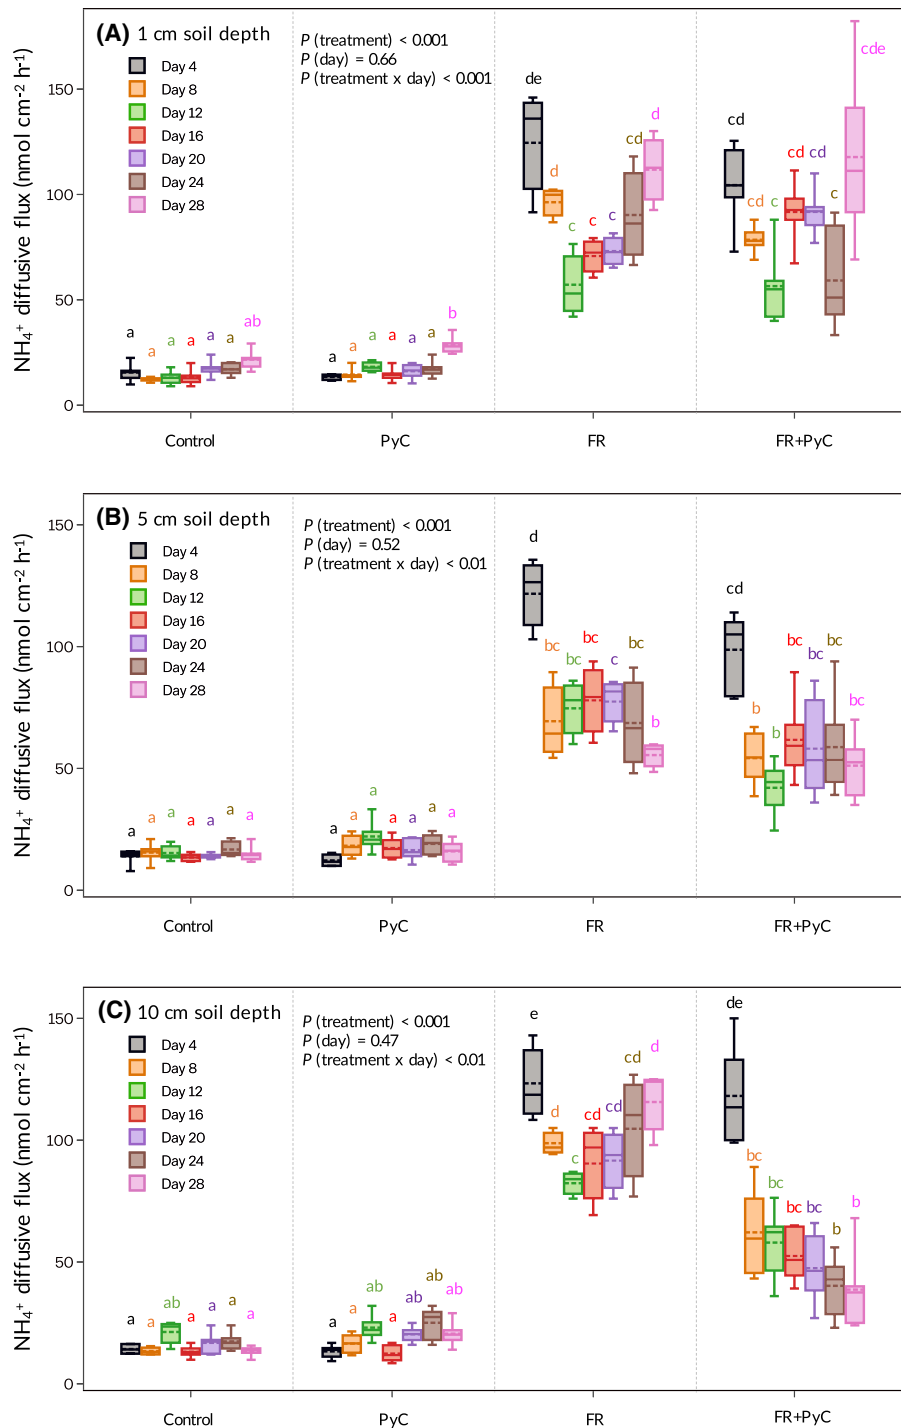 (A) 1 cm soil depth
Day 4
Day 8
Day 12
Day 16
Day 20
Day 24
Day 28
P (treatment) < 0.001
P (day) = 0.66
P (treatment x day) < 0.001
NH₄⁺ diffusive flux (nmol cm⁻² h⁻¹)
150
100
50
0
a a a a a a ab
a a a a a a b
de d c c c cd d
cd cd c cd cd c cde
Control PyC FR FR+PyC
(B) 5 cm soil depth
Day 4
Day 8
Day 12
Day 16
Day 20
Day 24
Day 28
P (treatment) < 0.001
P (day) = 0.52
P (treatment x day) < 0.01
NH₄⁺ diffusive flux (nmol cm⁻² h⁻¹)
150
100
50
0
a a a a a a a
a a a a a a a
d bc bc bc c bc b
cd b b bc bc bc bc
Control PyC FR FR+PyC
(C) 10 cm soil depth
Day 4
Day 8
Day 12
Day 16
Day 20
Day 24
Day 28
P (treatment) < 0.001
P (day) = 0.47
P (treatment x day) < 0.01
NH₄⁺ diffusive flux (nmol cm⁻² h⁻¹)
150
100
50
0
a a ab a a a a
a a ab a ab ab ab
e d c cd cd cd d
de bc bc bc bc b b
Control PyC FR FR+PyC